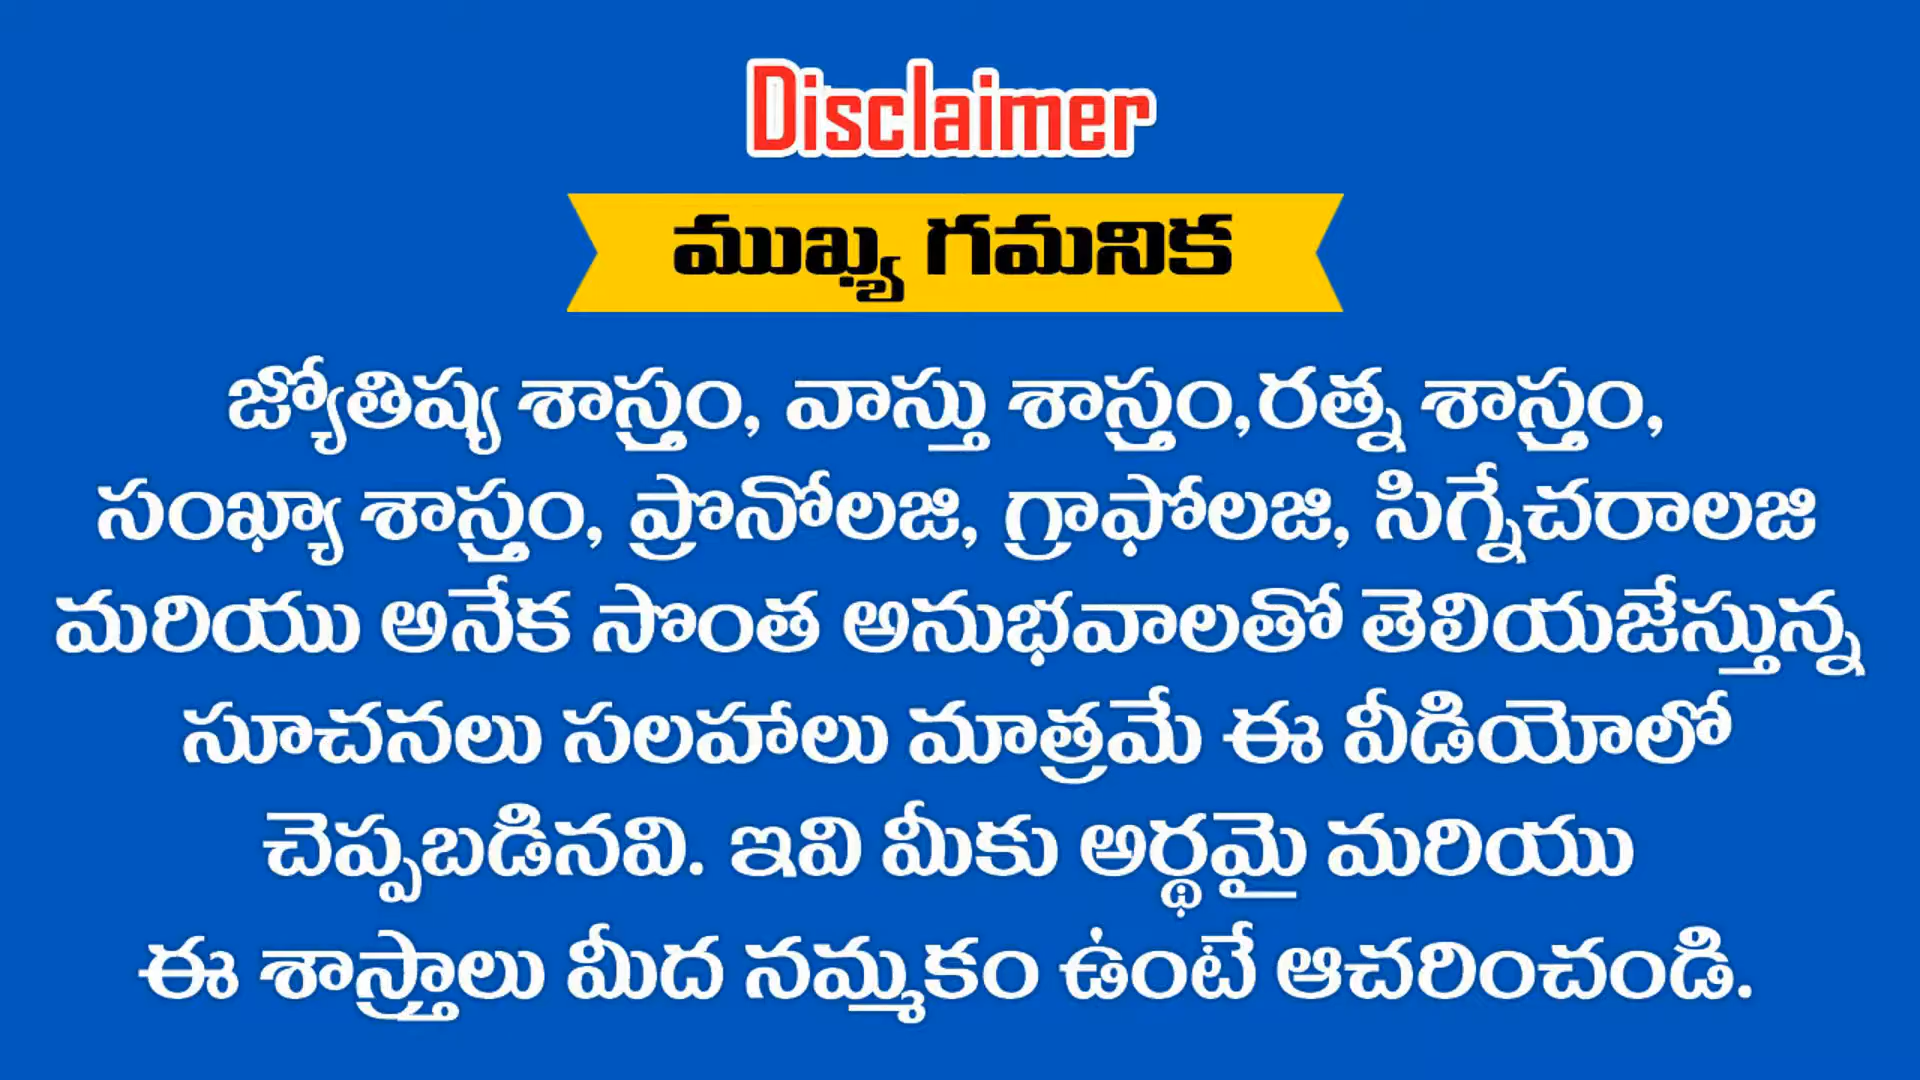 Disclaimer
ముఖ్య గమనిక
జ్యోతిష్య శాస్త్రం, వాస్తు శాస్త్రం,రత్న శాస్త్రం,
సంఖ్యా శాస్త్రం, ప్రొనోలజి, గ్రాఫోలజి, సిగ్నేచరాలజి
మరియు అనేక సొంత అనుభవాలతో తెలియజేస్తున్న
సూచనలు సలహాలు మాత్రమే ఈ వీడియోలో
చెప్పబడినవి. ఇవి మీకు అర్థమై మరియు
ఈ శాస్త్రాలు మీద నమ్మకం ఉంటే ఆచరించండి.